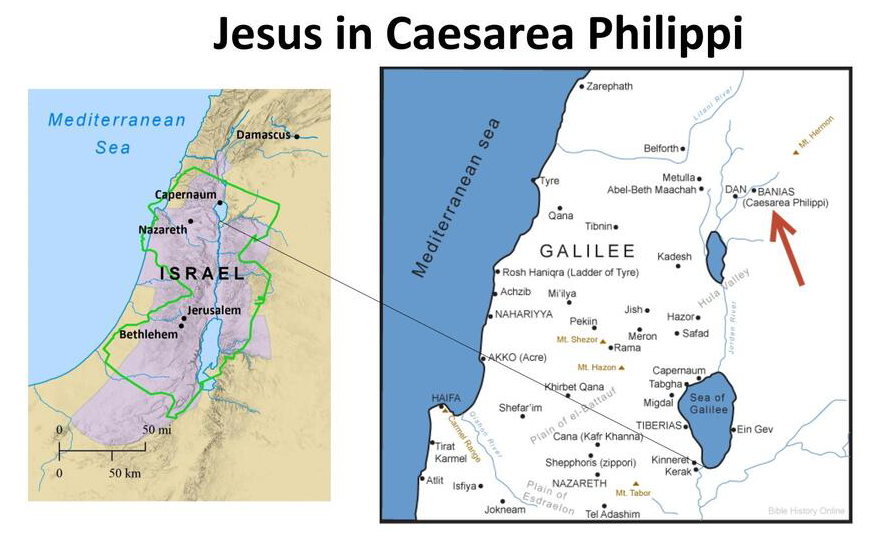 Jesus in Caesarea Philippi
Mediterranean
Sea
Damascus
Capernaum
Nazareth
ISRAEL
Jerusalem
Bethlehem
0
50 mi
0
50 km
Mediterranean sea
Zarephath
Litani River
Mt. Hermon
Belforth
Metulla
Abel-Beth Maachah
DAN
BANIAS
(Caesarea Philippi)
Tyre
Qana
Tibnin
GALILEE
Kadesh
Rosh Haniqra (Ladder of Tyre)
Hula Valley
Achzib
Mi'ilya
NAHARIYYA
Jish
Hazor
Pekiin
Meron
Safad
Jordan River
Mt. Shezor
Rama
AKKO (Acre)
Mt. Hazon
Capernaum
Tabgha
Khirbet Qana
Migdal
Sea of
Galilee
HAIFA
Shefar'im
Plain of el-Battauf
TIBERIAS
Ein Gev
Carmel Range
Qishun River
Cana (Kafr Khanna)
Tirat
Karmel
Shepphoris (zippori)
Kinneret
Kerak
Atlit
Isfiya
NAZARETH
Plain of
Esdraelon
Mt. Tabor
Jokneam
Tel Adashim
Bible History Online